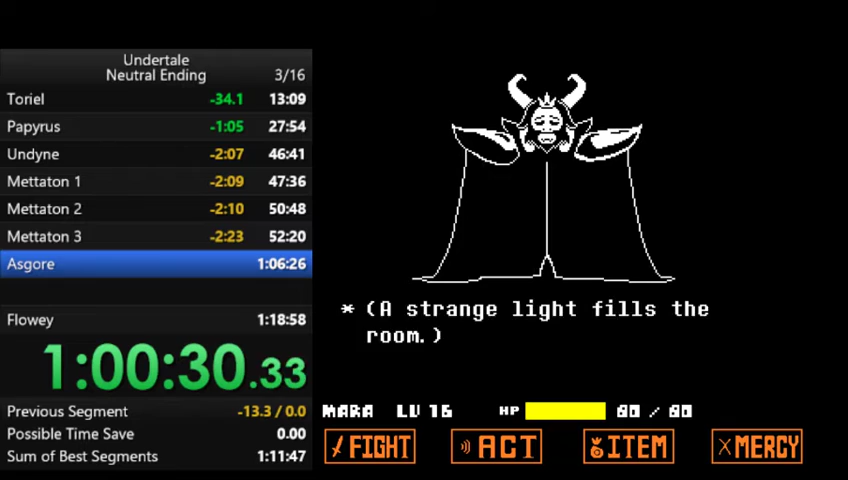 Undertale
Neutral Ending 3/16
Toriel -34.1 13:09
Papyrus -1:05 27:54
Undyne -2:07 46:41
Mettaton 1 -2:09 47:36
Mettaton 2 -2:10 50:48
Mettaton 3 -2:23 52:20
Asgore 1:06:26
Flowey 1:18:58
1:00:30.33
Previous Segment -13.3 / 0.0
Possible Time Save 0.00
Sum of Best Segments 1:11:47
* (A strange light fills the
room.)
MARA LV 16 HP 80 / 80
FIGHT ACT ITEM MERCY